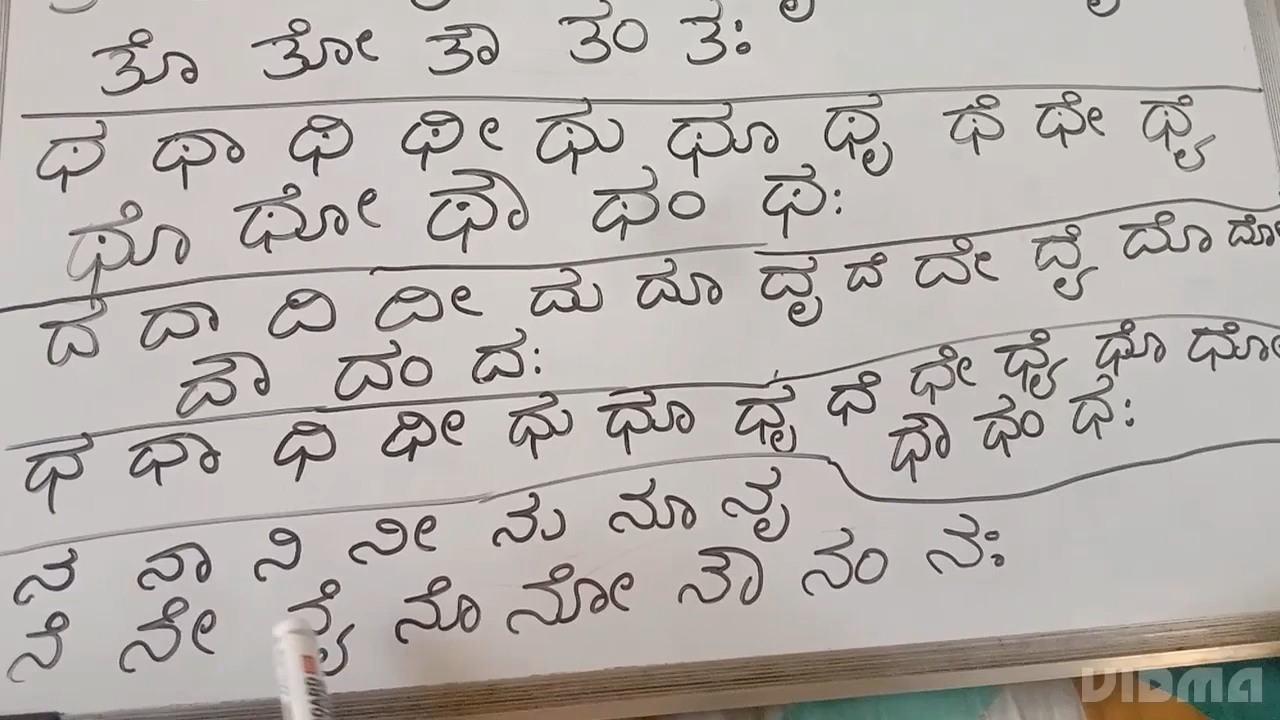 ತೊ ತೋ ತೌ ತಂ ತಃ
ಥ ಥಾ ಥಿ ಥೀ ಥು ಥೂ ಥೃ ಥೆ ಥೇ ಥೈ
ಥೊ ಥೋ ಥೌ ಥಂ ಥಃ
ದ ದಾ ದಿ ದೀ ದು ದೂ ದೃ ದೆ ದೇ ದೈ ದೊ ದೋ
ದೌ ದಂ ದಃ
ಧ ಧಾ ಧಿ ಧೀ ಧು ಧೂ ಧೃ ಧೆ ಧೇ ಧೈ ಧೊ ಧೋ
ಧೌ ಧಂ ಧಃ
ನ ನಾ ನಿ ನೀ ನು ನೂ ನೃ
ನೆ ನೇ ನೈ ನೊ ನೋ ನೌ ನಂ ನಃ
VIDMA